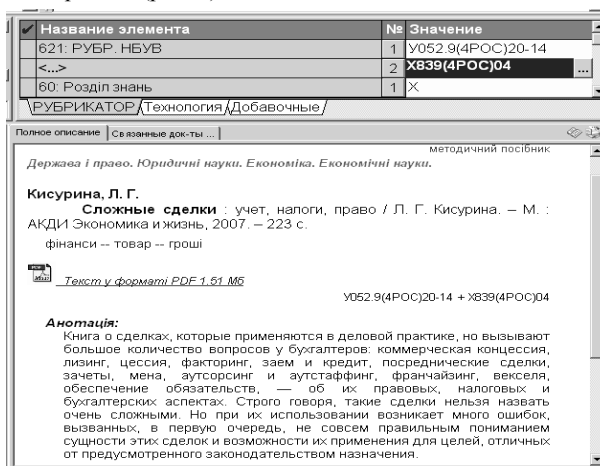 ✔ Название элемента № Значение
621: РУБР. НБУВ 1 У052.9(4РОС)20-14
<...> 2 Х839(4РОС)04 ...
60: Розділ знань 1 Х
РУБРИКАТОР Технология Добавочные
Полное описание Связанные док-ты ...
методичний посібник
Держава і право. Юридичні науки. Економіка. Економічні науки.
Кисурина, Л. Г.
Сложные сделки : учет, налоги, право / Л. Г. Кисурина. – М. :
АКДИ Экономика и жизнь, 2007. – 223 с.
фінанси -- товар -- гроші
Текст у форматі PDF 1.51 Мб
У052.9(4РОС)20-14 + Х839(4РОС)04
Анотація:
Книга о сделках, которые применяются в деловой практике, но вызывают
большое количество вопросов у бухгалтеров: коммерческая концессия,
лизинг, цессия, факторинг, заем и кредит, посреднические сделки,
зачеты, мена, аутсорсинг и аутстаффинг, франчайзинг, векселя,
обеспечение обязательств, — об их правовых, налоговых и
бухгалтерских аспектах. Строго говоря, такие сделки нельзя назвать
очень сложными. Но при их использовании возникает много ошибок,
вызванных, в первую очередь, не совсем правильным пониманием
сущности этих сделок и возможности их применения для целей, отличных
от предусмотренного законодательством назначения.